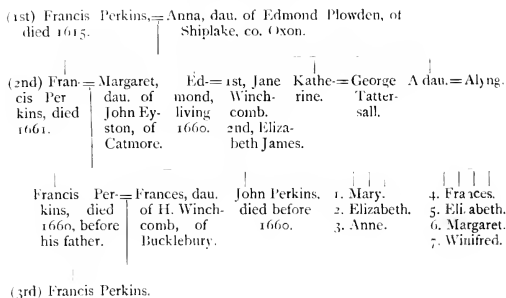 (1st) Francis Perkins, = Anna, dau. of Edmond Plowden, of
died 1615. Shiplake, co. Oxon.
(2nd) Fran- = Margaret, Ed- = 1st, Jane Kathe- = George A dau. = Alyng.
cis Per dau. of mond, Winch- rine. Tatter-
kins, died John Ey- living comb. sall.
1661. ston, of 1660. 2nd, Eliza-
Catmore. beth James.
Francis Per- = Frances, dau. John Perkins, 1. Mary. 4. Frances.
kins, died of H. Winch- died before 2. Elizabeth. 5. Eli abeth.
1660, before comb, of 1660. 3. Anne. 6. Margaret.
his father. Bucklebury. 7. Winifred.
(3rd) Francis Perkins.